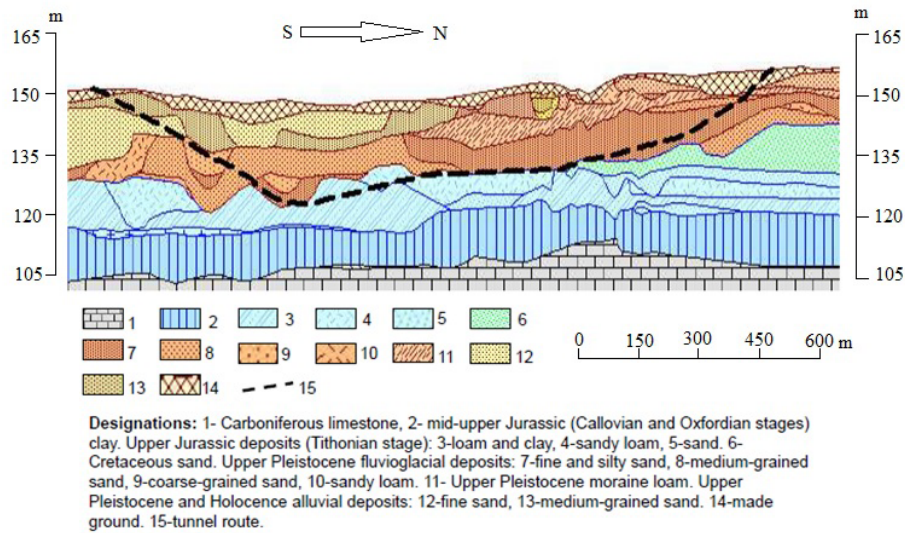 m
m
S N
165
165
150
150
135
135
120
120
105
105
1 2 3 4 5 6
7 8 9 10 11 12
13 14 15
0 150 300 450 600 m
Designations: 1- Carboniferous limestone, 2- mid-upper Jurassic (Callovian and Oxfordian stages)
clay. Upper Jurassic deposits (Tithonian stage): 3-loam and clay, 4-sandy loam, 5-sand. 6-
Cretaceous sand. Upper Pleistocene fluvioglacial deposits: 7-fine and silty sand, 8-medium-grained
sand, 9-coarse-grained sand, 10-sandy loam. 11- Upper Pleistocene moraine loam. Upper
Pleistocene and Holocence alluvial deposits: 12-fine sand, 13-medium-grained sand. 14-made
ground. 15-tunnel route.